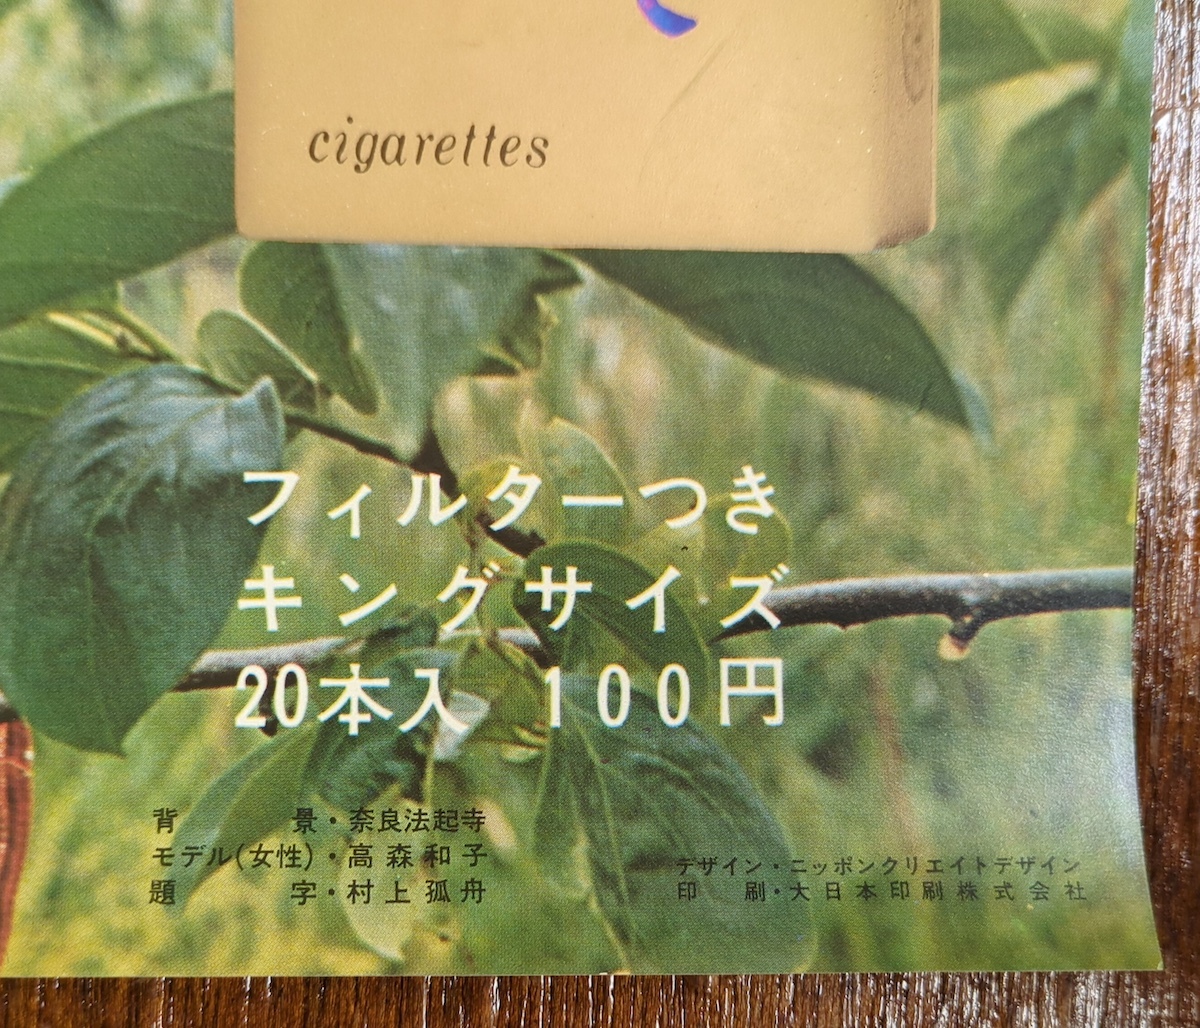 cigarettes
フィルターつき
キングサイズ
20本入 100円
背景・奈良法起寺
モデル(女性)・高森和子
題字・村上孤舟
デザイン・ニッポンクリエイトデザイン
印刷・大日本印刷株式会社